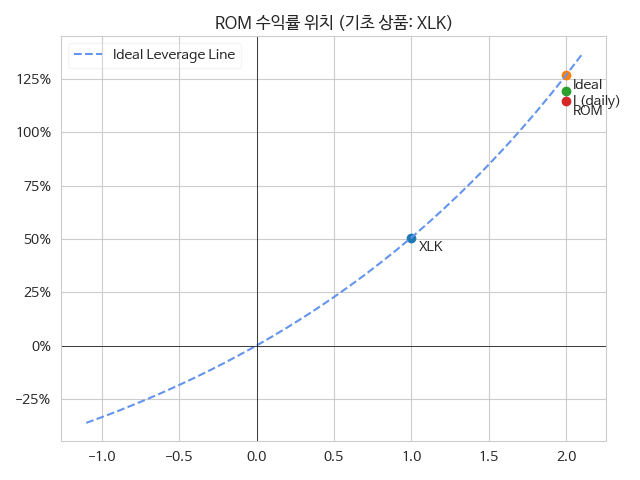 ROM 수익률 위치 (기초 상품: XLK)
Ideal Leverage Line
125%
100%
75%
50%
25%
0%
−25%
Ideal
L(daily)
ROM
XLK
−1.0
−0.5
0.0
0.5
1.0
1.5
2.0